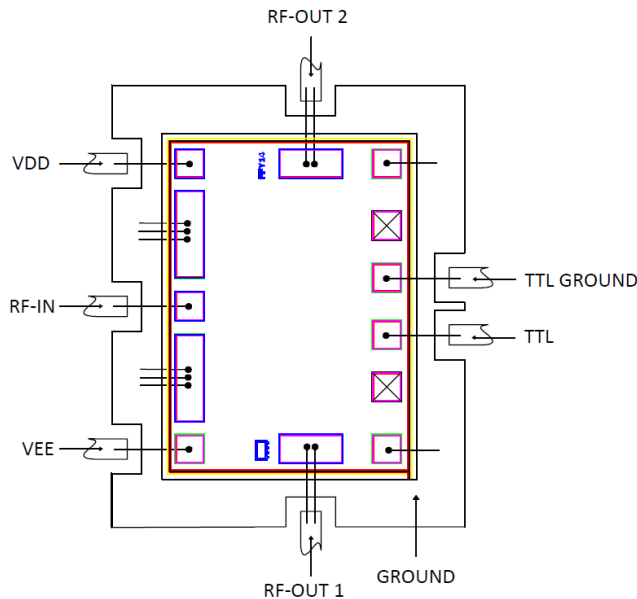 RF-OUT 2
VDD
TTL GROUND
RF-IN
TTL
VEE
GROUND
RF-OUT 1